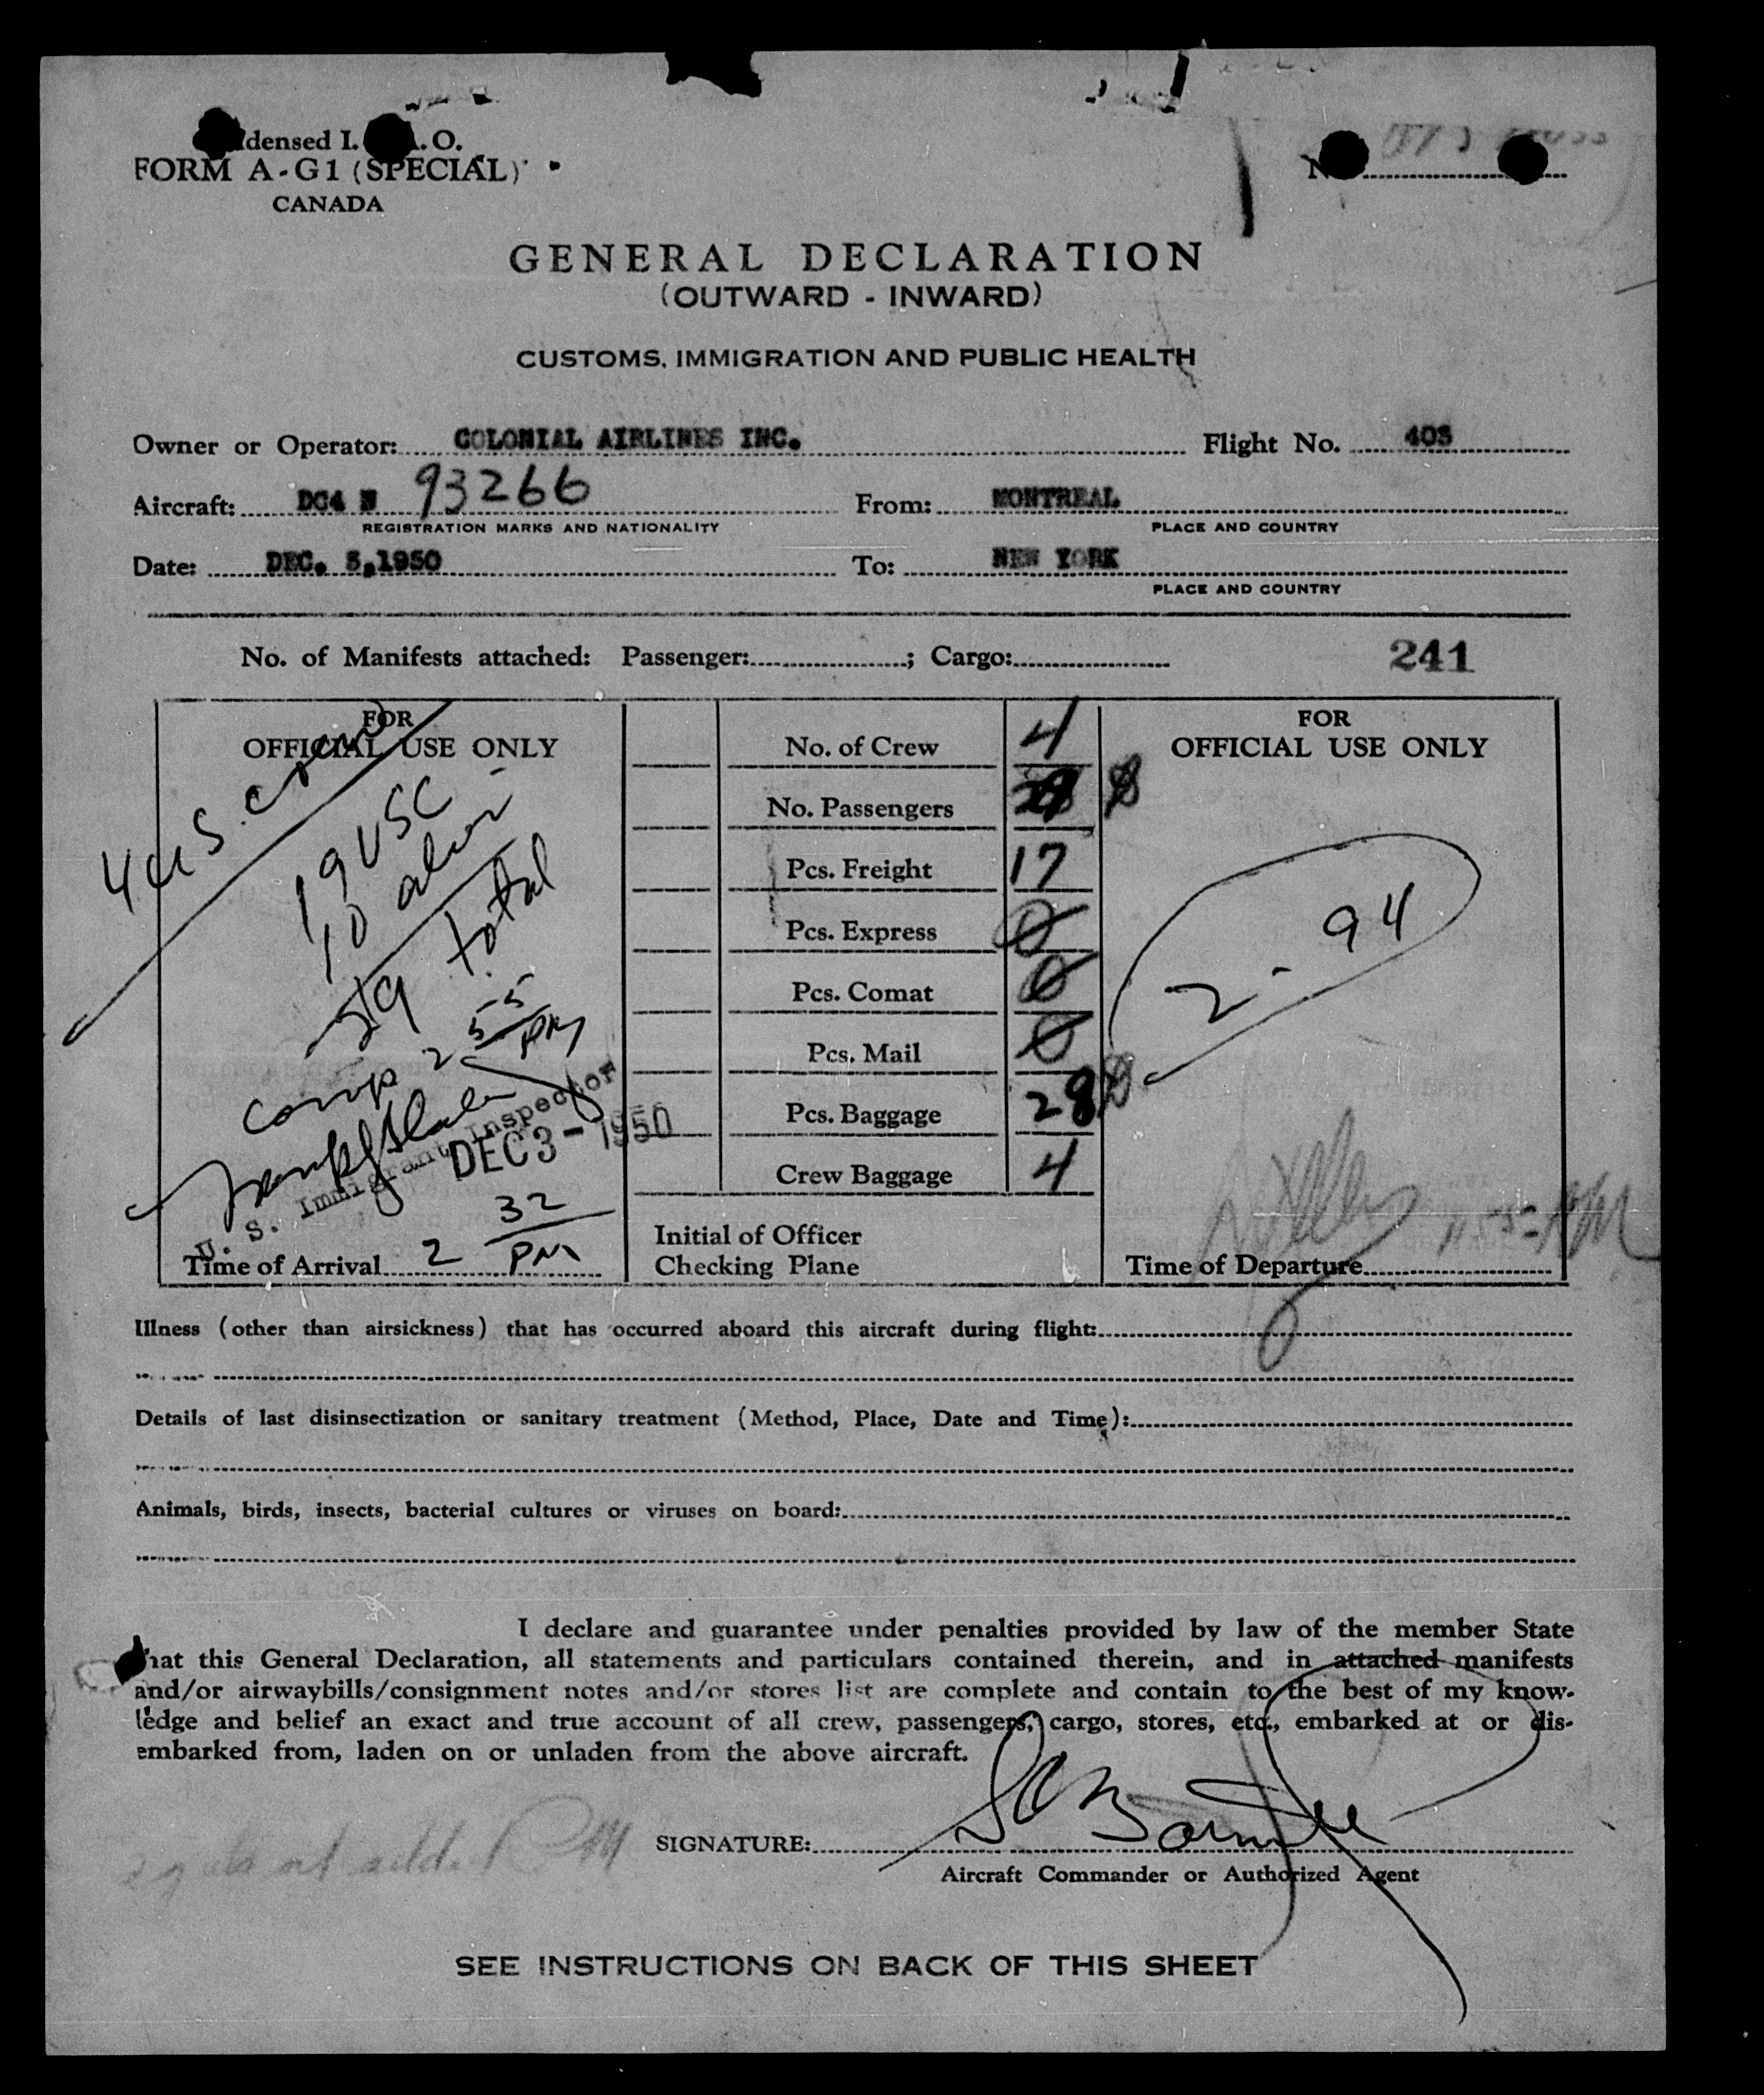 densed I. A.O.
FORM A-G1 (SPECIAL)
CANADA
GENERAL DECLARATION
(OUTWARD - INWARD)
CUSTOMS, IMMIGRATION AND PUBLIC HEALTH
Owner or Operator: COLONIAL AIRLINES INC. Flight No. 403
Aircraft: DC4 N 93266 From: MONTREAL
REGISTRATION MARKS AND NATIONALITY PLACE AND COUNTRY
Date: DEC. 3,1950 To: NEW YORK
PLACE AND COUNTRY
No. of Manifests attached: Passenger: ; Cargo: 241
FOR
OFFICIAL USE ONLY
4 U S. Crew
19 USC
10 alien
29 total
Comp 2 55 PM
U. S. Immigrant Inspector
DEC 3 - 1950
Time of Arrival 2 32 PM
No. of Crew 4
No. Passengers
Pcs. Freight 17
Pcs. Express 0
Pcs. Comat 0
Pcs. Mail 0
Pcs. Baggage 28
Crew Baggage 4
Initial of Officer
Checking Plane
FOR
OFFICIAL USE ONLY
2 - 94
Time of Departure
Illness (other than airsickness) that has occurred aboard this aircraft during flight:
Details of last disinsectization or sanitary treatment (Method, Place, Date and Time):
Animals, birds, insects, bacterial cultures or viruses on board:
I declare and guarantee under penalties provided by law of the member State
that this General Declaration, all statements and particulars contained therein, and in attached manifests
and/or airwaybills/consignment notes and/or stores list are complete and contain to the best of my know-
ledge and belief an exact and true account of all crew, passengers, cargo, stores, etc., embarked at or dis-
embarked from, laden on or unladen from the above aircraft.
SIGNATURE:
Aircraft Commander or Authorized Agent
SEE INSTRUCTIONS ON BACK OF THIS SHEET